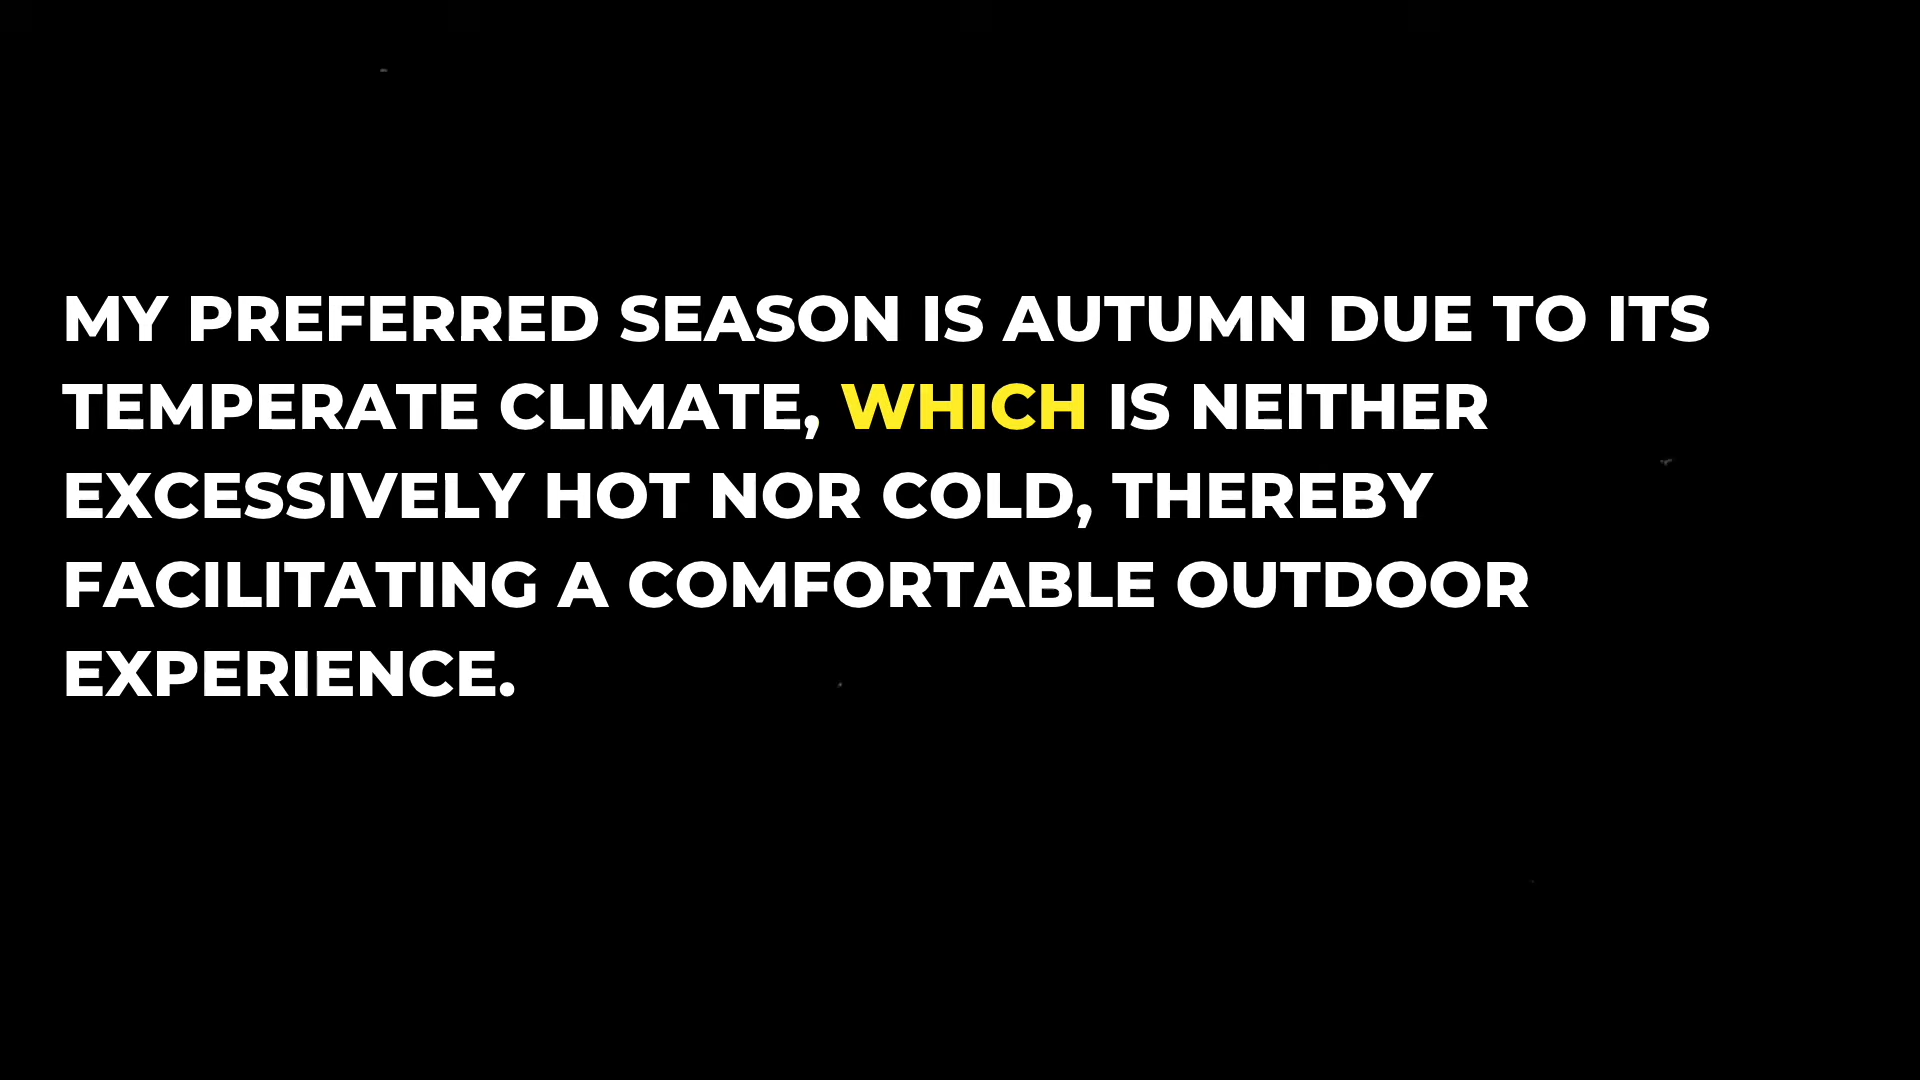 MY PREFERRED SEASON IS AUTUMN DUE TO ITS
TEMPERATE CLIMATE, WHICH IS NEITHER
EXCESSIVELY HOT NOR COLD, THEREBY
FACILITATING A COMFORTABLE OUTDOOR
EXPERIENCE.